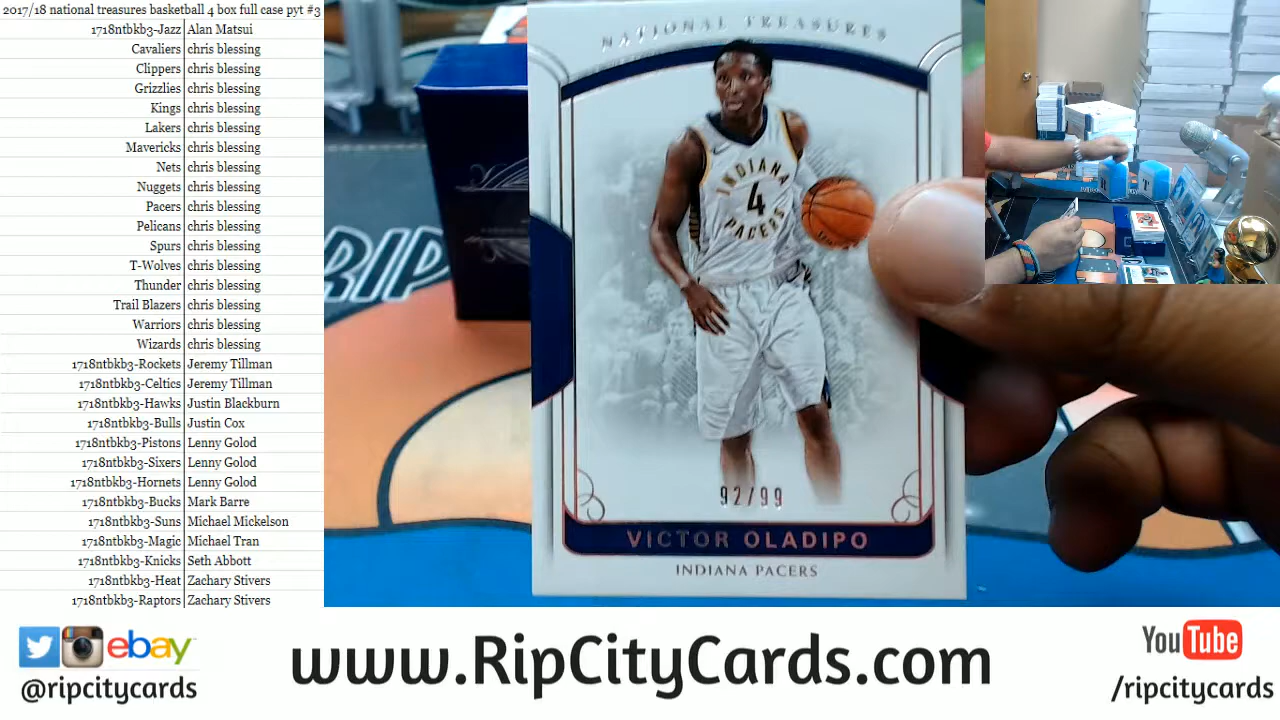 2017/18 national treasures basketball 4 box full case pyt #3
1718ntbkb3-Jazz Alan Matsui
Cavaliers chris blessing
Clippers chris blessing
Grizzlies chris blessing
Kings chris blessing
Lakers chris blessing
Mavericks chris blessing
Nets chris blessing
Nuggets chris blessing
Pacers chris blessing
Pelicans chris blessing
Spurs chris blessing
T-Wolves chris blessing
Thunder chris blessing
Trail Blazers chris blessing
Warriors chris blessing
Wizards chris blessing
1718ntbkb3-Rockets Jeremy Tillman
1718ntbkb3-Celtics Jeremy Tillman
1718ntbkb3-Hawks Justin Blackburn
1718ntbkb3-Bulls Justin Cox
1718ntbkb3-Pistons Lenny Golod
1718ntbkb3-Sixers Lenny Golod
1718ntbkb3-Hornets Lenny Golod
1718ntbkb3-Bucks Mark Barre
1718ntbkb3-Suns Michael Mickelson
1718ntbkb3-Magic Michael Tran
1718ntbkb3-Knicks Seth Abbott
1718ntbkb3-Heat Zachary Stivers
1718ntbkb3-Raptors Zachary Stivers
NATIONAL TREASURES
INDIANA
4
PACERS
92/99
VICTOR OLADIPO
INDIANA PACERS
RIP
ebay
@ripcitycards
www.RipCityCards.com
YouTube
/ripcitycards